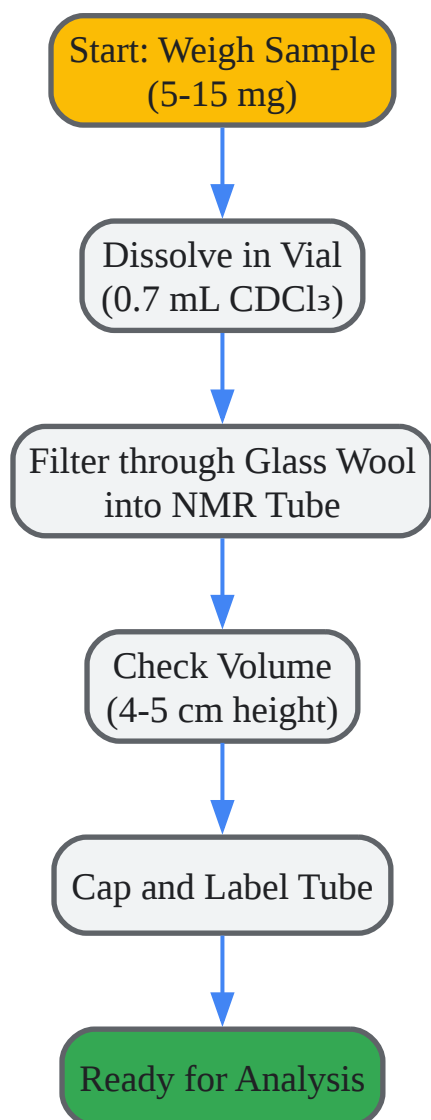 Start: Weigh Sample
(5-15 mg)
Dissolve in Vial
(0.7 mL CDCl₃)
Filter through Glass Wool
into NMR Tube
Check Volume
(4-5 cm height)
Cap and Label Tube
Ready for Analysis